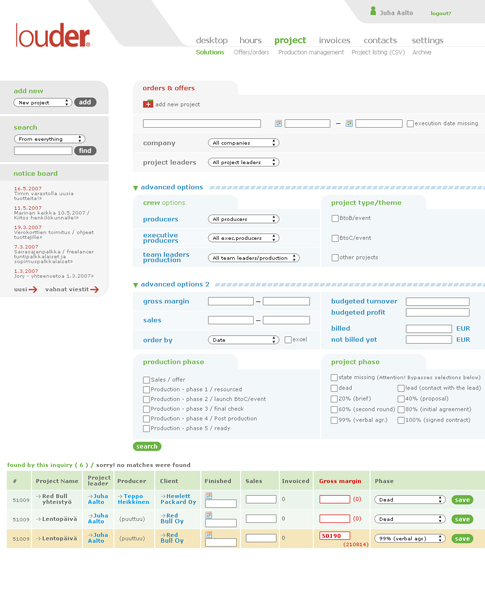 Juha Aalto logout?
louder.
desktop hours project invoices contacts settings
Solutions Offers/orders Production management Project listing (CSV) Archive
add new
New project add
search
From everything
find
notice board
16.5.2007
Timin varastolla uusia
tuotteita!»
11.5.2007
Marinan keikka 10.5.2007 /
Kiitos henkilökunnalle!»
19.3.2007
Verokorttien toimitus / ohjeet
tuottajille»
7.3.2007
Sairasajanpalkka / freelancer
tuntipalkkalaiset ja
sopimuspalkkalaiset»
1.3.2007
Jory - yhteenvetoa 1.3.2007»
uusi vanhat viestit
orders & offers
add new project
– execution date missing
company All companies
project leaders All project leaders
advanced options
crew options
producers All producers
executive
producers All exec.producers
team leaders
production All team leaders/production
project type/theme
BtoB/event
BtoC/event
other projects
advanced options 2
gross margin –
sales –
order by Date excel
budgeted turnover
budgeted profit
billed EUR
not billed yet EUR
production phase
Sales / offer
Production - phase 1 / resourced
Production - phase 2 / launch BtoC/event
Production - phase 3 / final check
Production - phase 4 / Post production
Production - phase 5 / ready
project phase
state missing (Attention! bypasses selections below)
dead lead (contact with the lead)
20% (brief) 40% (proposal)
60% (second round) 80% (initial agreement)
99% (verbal agr.) 100% (signed contract)
search
found by this inquiry ( 6 ) / sorry! no matches were found
# Project Name Project
leader Producer Client Finished Sales Invoiced Gross margin Phase
51009 Red Bull
yhteistyö Juha
Aalto Teppo
Heikkinen Hewlett
Packard Oy 0 (0) Dead save
51009 Lentopäivä Juha
Aalto (puuttuu) Red
Bull Oy 0 (0) Dead save
51009 Lentopäivä Juha
Aalto (puuttuu) Red
Bull Oy 0 50190
(210814) 99% (verbal agr) save